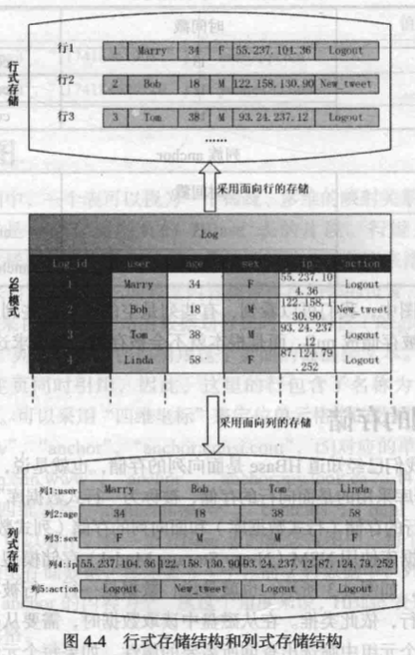 行式存储
行1 1 Marry 34 F 55.237.104.36 Logout
行2 2 Bob 18 M 122.158.130.90 New_tweet
行3 3 Tom 38 M 93.24.237.12 Logout
……
采用面向行的存储
SQL模式
Log
Log_id user age sex ip action
1 Marry 34 F 55.237.104.36 Logout
2 Bob 18 M 122.158.130.90 New_tweet
3 Tom 38 M 93.24.237.12 Logout
4 Linda 58 F 87.124.79.252 Logout
采用面向列的存储
列式存储
列1:user Marry Bob Tom Linda
列2:age 34 18 38 58
列3:sex F M M F
列4:ip 55.237.104.36 122.158.130.90 93.24.237.12 87.124.79.252
列5:action Logout New_tweet Logout Logout
图 4-4 行式存储结构和列式存储结构